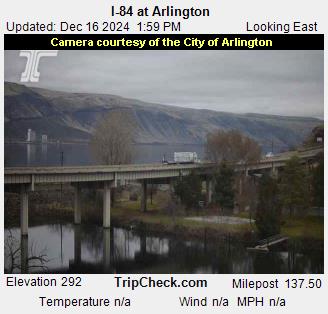 I-84 at Arlington
Updated: Dec 16 2024 1:59 PM Looking East
Camera courtesy of the City of Arlington
Elevation 292 TripCheck.com Milepost 137.50
Temperature n/a Wind n/a MPH n/a